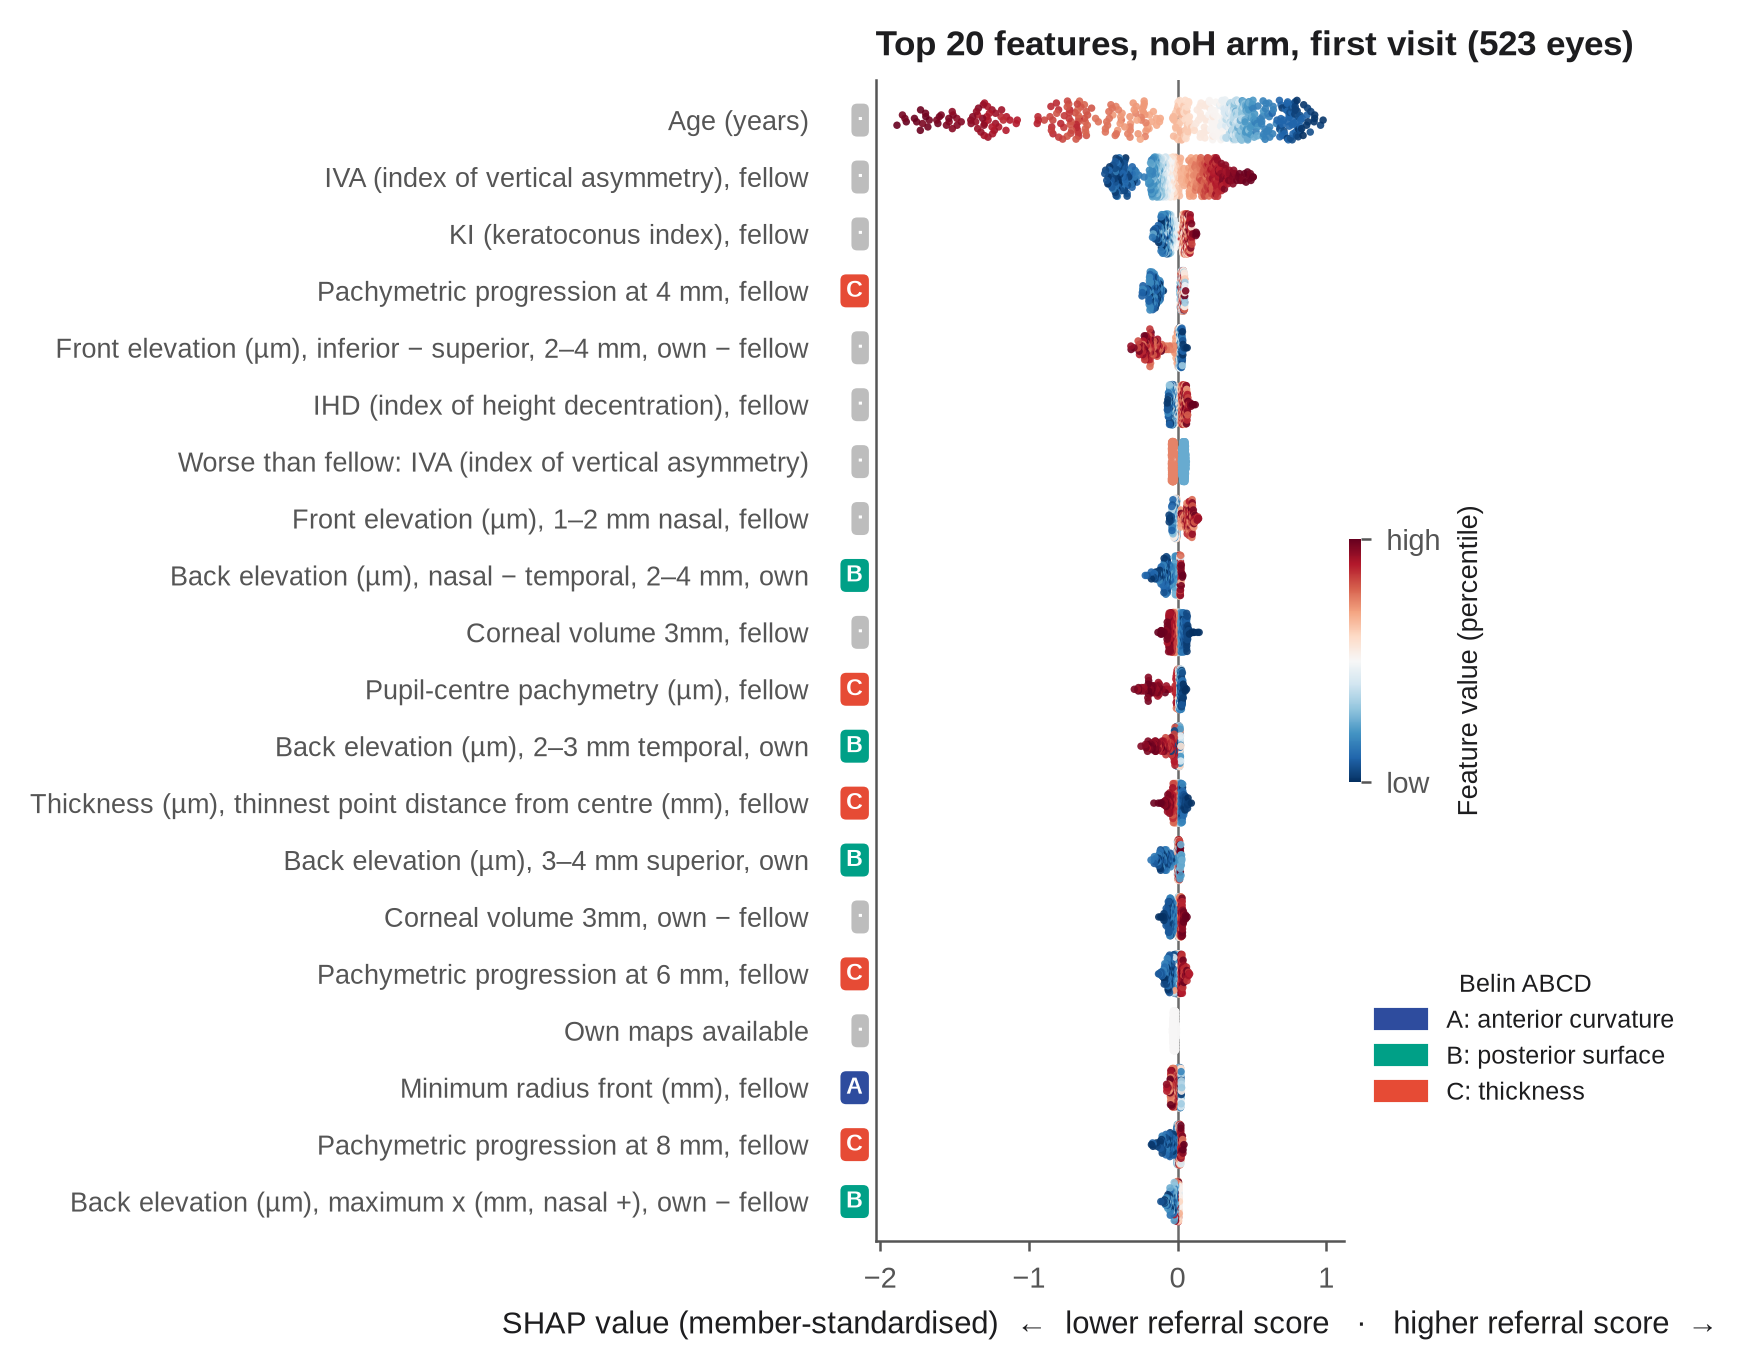 Top 20 features, noH arm, first visit (523 eyes)
Age (years) ·
IVA (index of vertical asymmetry), fellow ·
KI (keratoconus index), fellow ·
Pachymetric progression at 4 mm, fellow C
Front elevation (µm), inferior − superior, 2–4 mm, own − fellow ·
IHD (index of height decentration), fellow ·
Worse than fellow: IVA (index of vertical asymmetry) ·
Front elevation (µm), 1–2 mm nasal, fellow ·
Back elevation (µm), nasal − temporal, 2–4 mm, own B
Corneal volume 3mm, fellow ·
Pupil-centre pachymetry (µm), fellow C
Back elevation (µm), 2–3 mm temporal, own B
Thickness (µm), thinnest point distance from centre (mm), fellow C
Back elevation (µm), 3–4 mm superior, own B
Corneal volume 3mm, own − fellow ·
Pachymetric progression at 6 mm, fellow C
Own maps available ·
Minimum radius front (mm), fellow A
Pachymetric progression at 8 mm, fellow C
Back elevation (µm), maximum x (mm, nasal +), own − fellow B
−2 −1 0 1
SHAP value (member-standardised) ← lower referral score · higher referral score →
high
low
Feature value (percentile)
Belin ABCD
A: anterior curvature
B: posterior surface
C: thickness